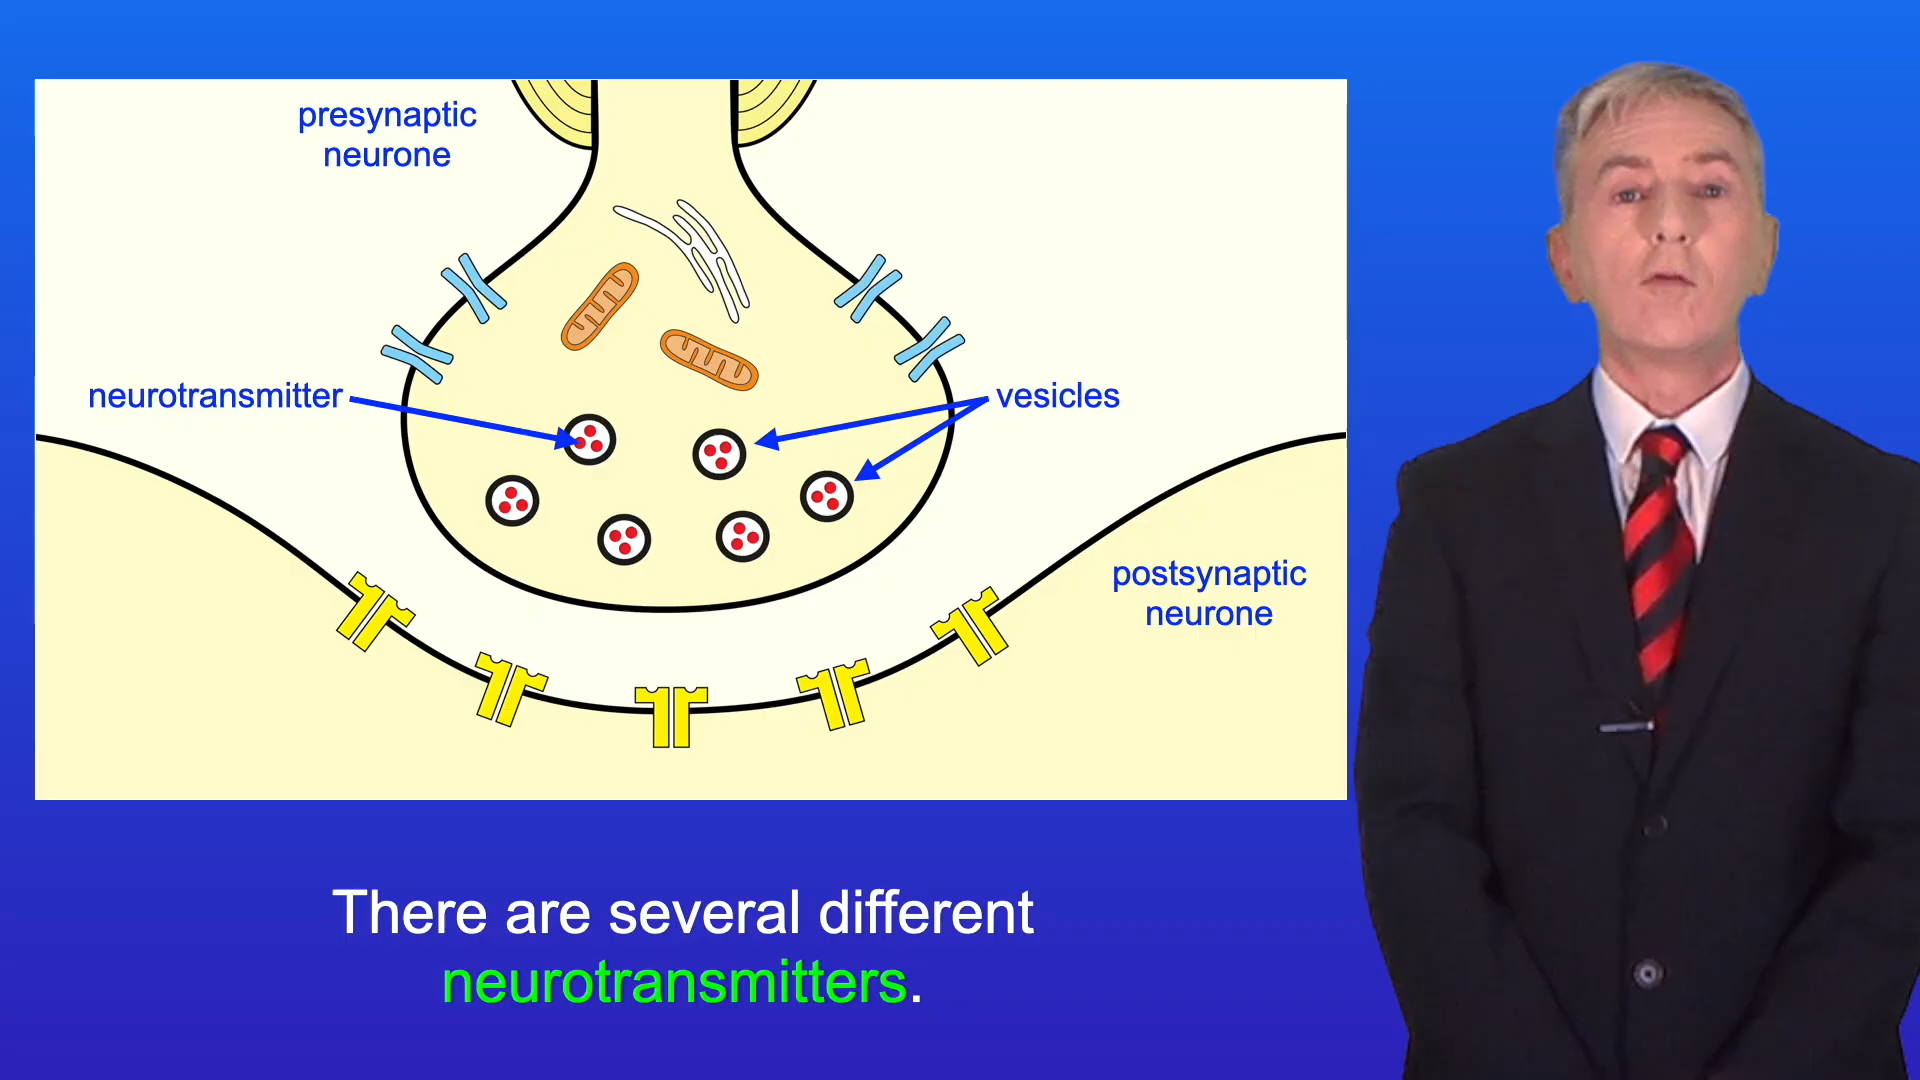 presynaptic
neurone
neurotransmitter
vesicles
postsynaptic
neurone
There are several different
neurotransmitters.